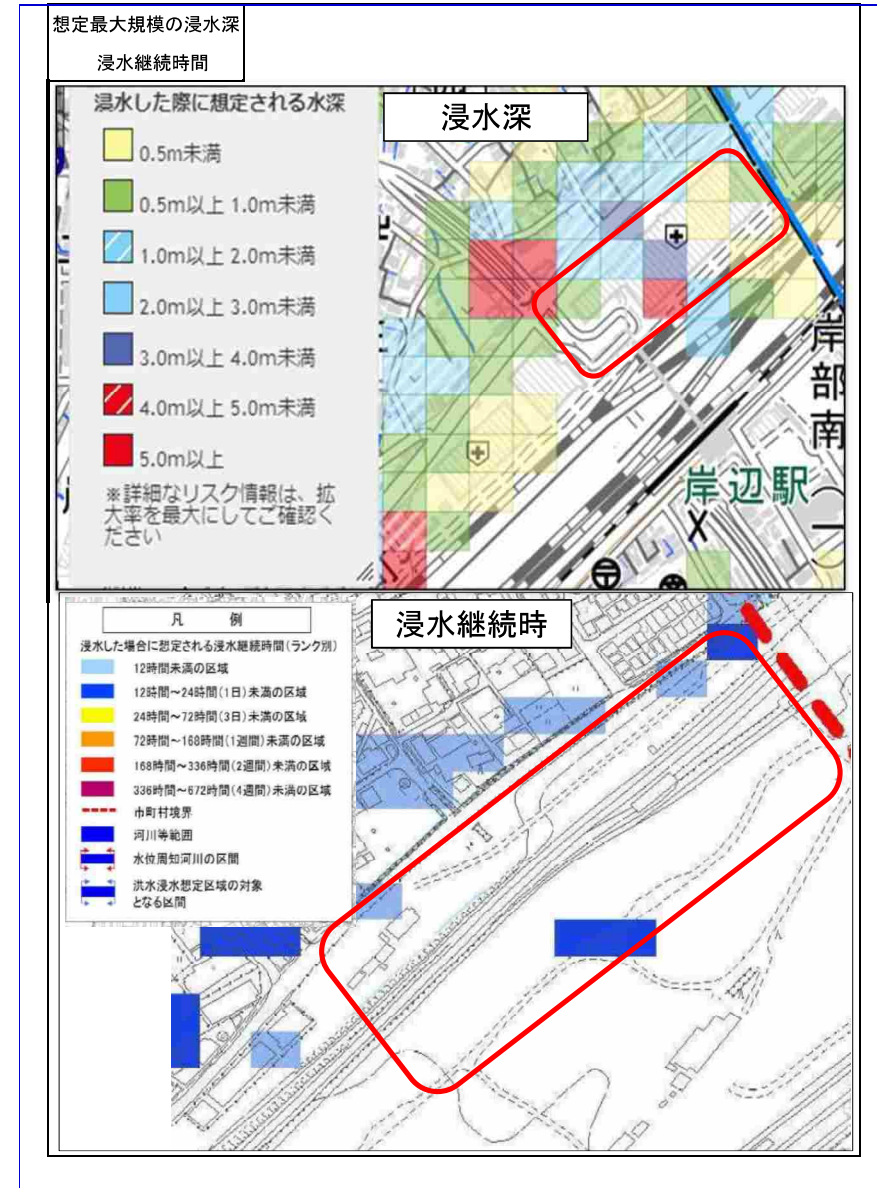 想定最大規模の浸水深
浸水継続時間
浸水した際に想定される水深
0.5m未満
0.5m以上 1.0m未満
1.0m以上 2.0m未満
2.0m以上 3.0m未満
3.0m以上 4.0m未満
4.0m以上 5.0m未満
5.0m以上
※詳細なリスク情報は、拡
大率を最大にしてご確認く
ださい
浸水深
岸部南(一)
岸辺駅
凡 例
浸水した場合に想定される浸水継続時間(ランク別)
12時間未満の区域
12時間～24時間(1日)未満の区域
24時間～72時間(3日)未満の区域
72時間～168時間(1週間)未満の区域
168時間～336時間(2週間)未満の区域
336時間～672時間(4週間)未満の区域
市町村境界
河川等範囲
水位周知河川の区間
洪水浸水想定区域の対象
となる区間
浸水継続時